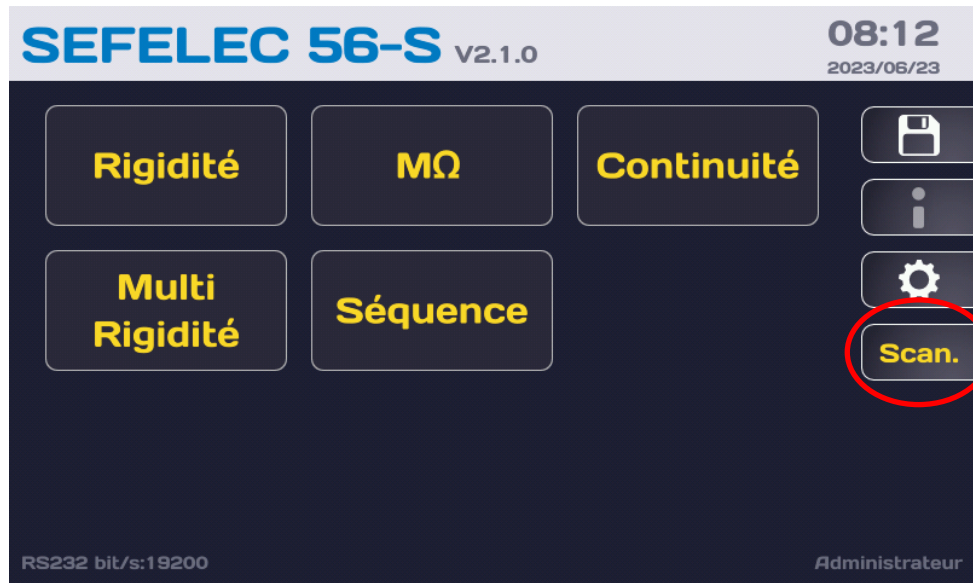 SEFELEC 56-S V2.1.0
08:12
2023/06/23
Rigidité
MΩ
Continuité
Multi
Rigidité
Séquence
Scan.
RS232 bit/s:19200
Administrateur